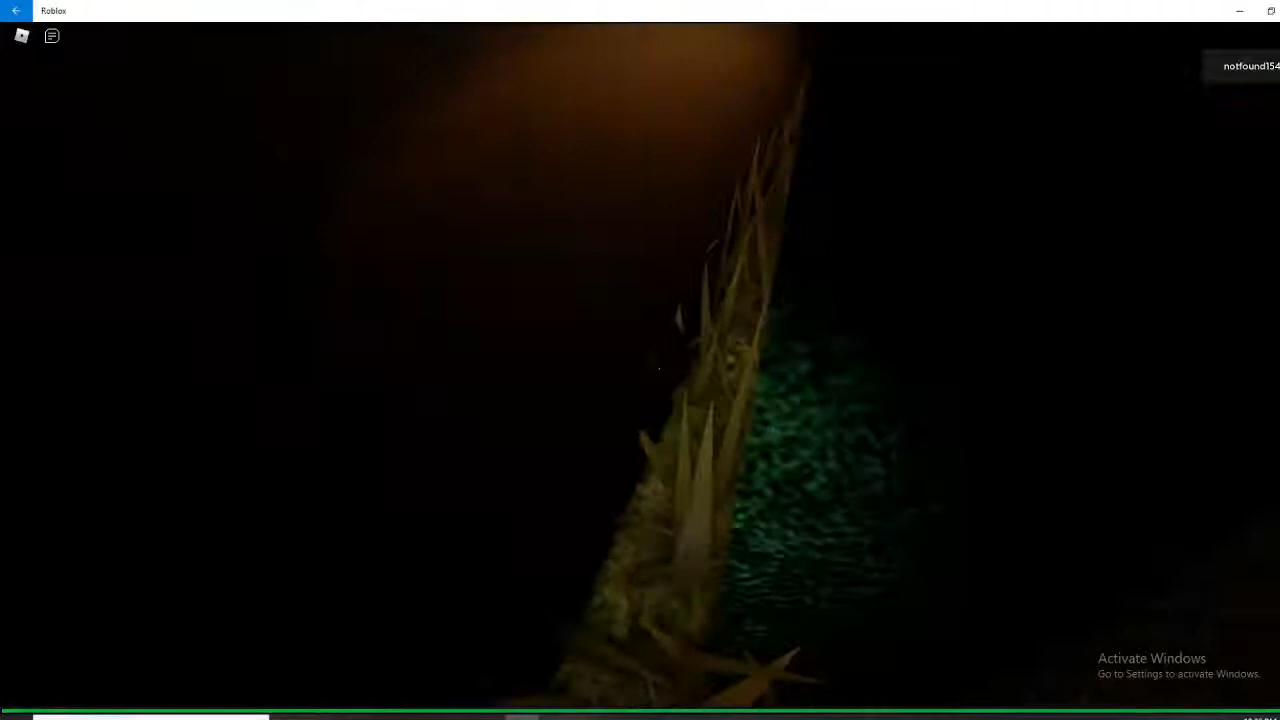 Roblox
notfound154
Activate Windows
Go to Settings to activate Windows.